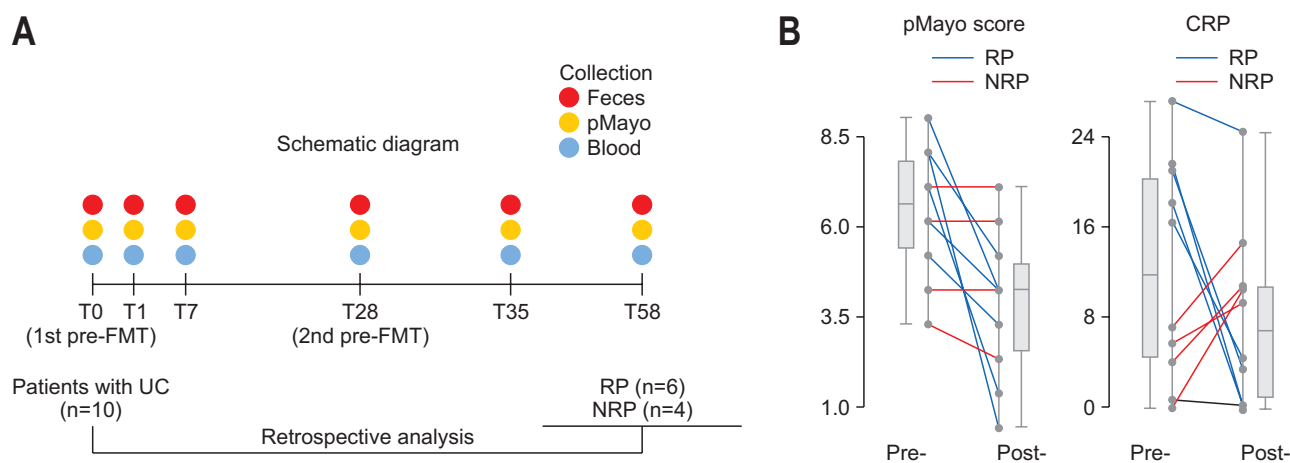 A
Collection
Feces
pMayo
Blood
Schematic diagram
T0 T1 T7 T28 T35 T58
(1st pre-FMT) (2nd pre-FMT)
Patients with UC
(n=10)
RP (n=6)
NRP (n=4)
Retrospective analysis
B
pMayo score
RP
NRP
8.5
6.0
3.5
1.0
Pre- Post-
CRP
RP
NRP
24
16
8
0
Pre- Post-